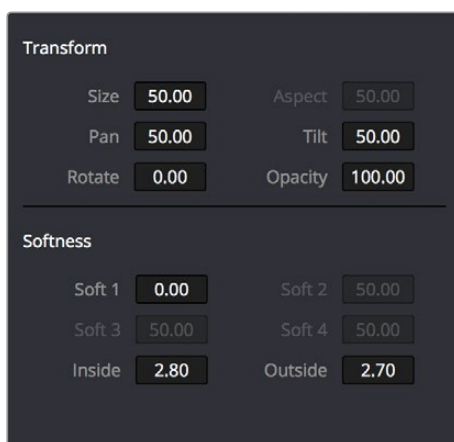 Transform
Size 50.00 Aspect 50.00
Pan 50.00 Tilt 50.00
Rotate 0.00 Opacity 100.00
Softness
Soft 1 0.00 Soft 2 50.00
Soft 3 50.00 Soft 4 50.00
Inside 2.80 Outside 2.70